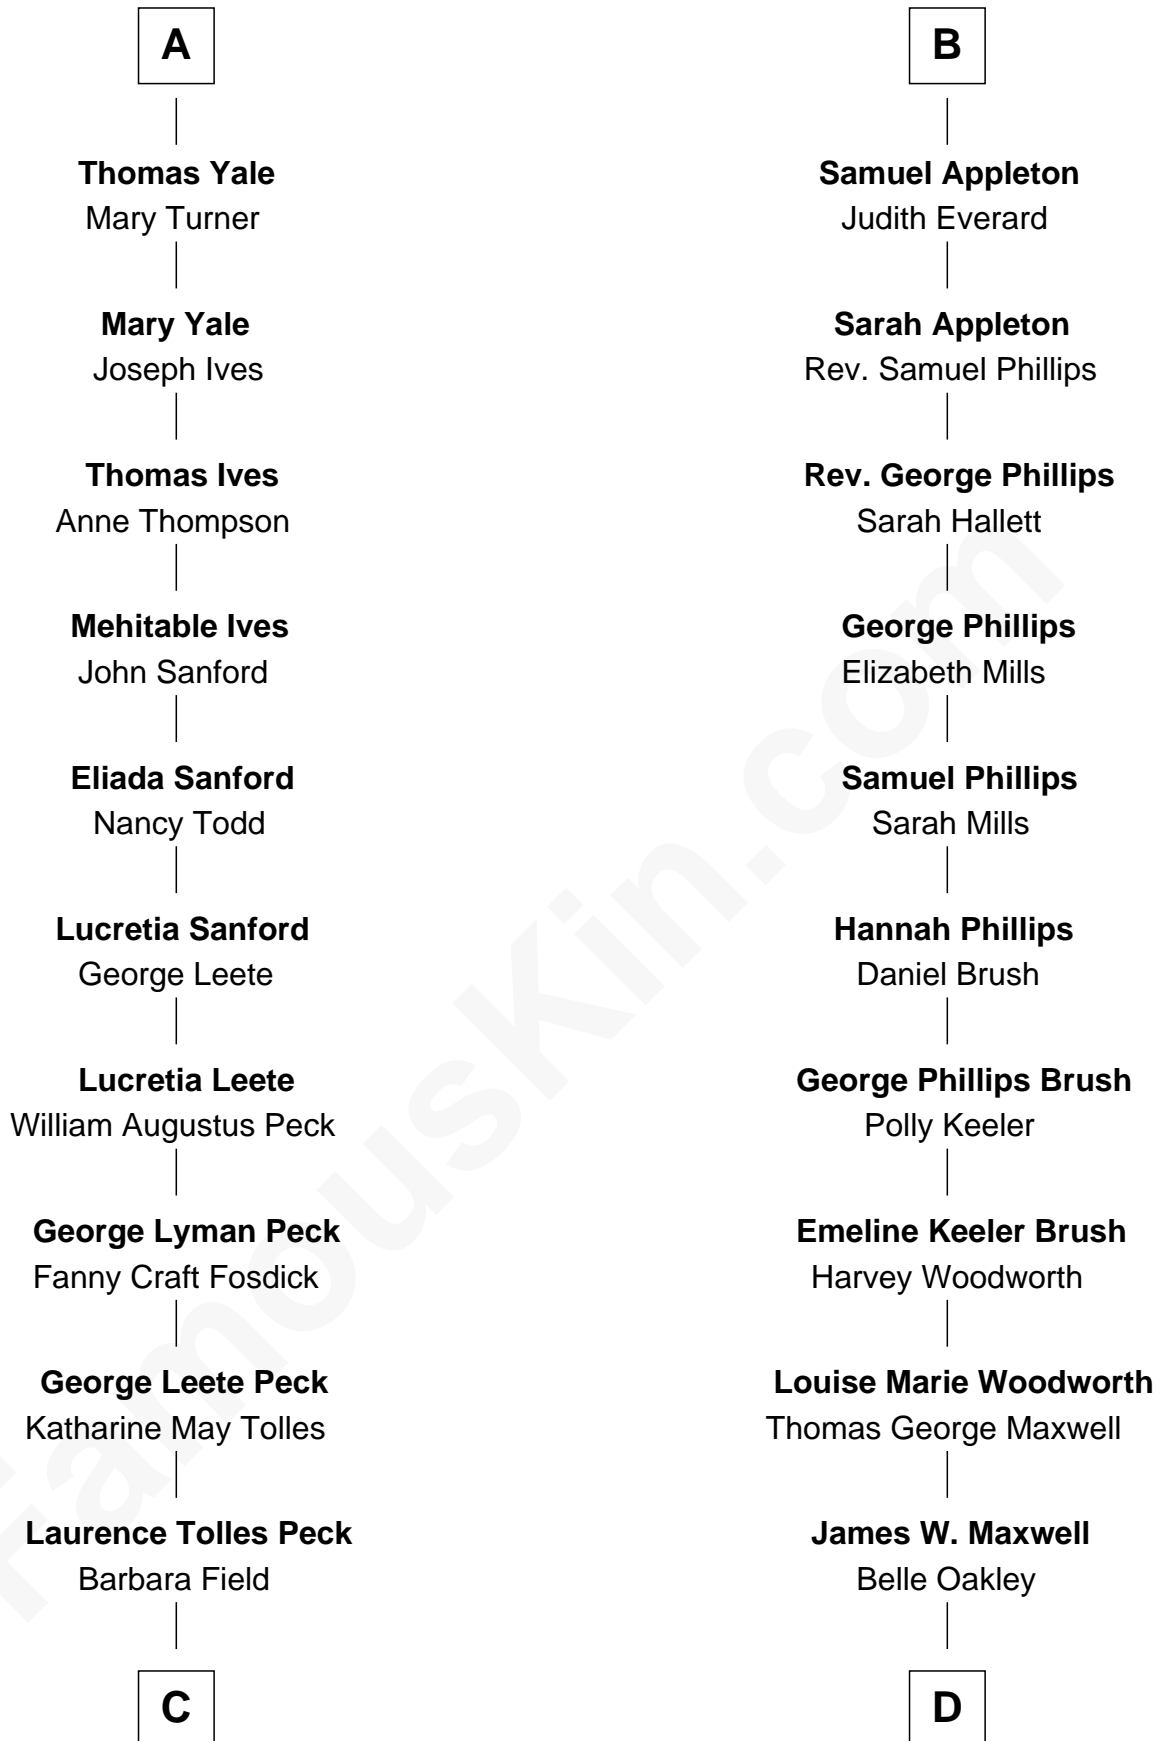 A
Thomas Yale
Mary Turner
Mary Yale
Joseph Ives
Thomas Ives
Anne Thompson
Mehitable Ives
John Sanford
Eliada Sanford
Nancy Todd
Lucretia Sanford
George Leete
Lucretia Leete
William Augustus Peck
George Lyman Peck
Fanny Craft Fosdick
George Leete Peck
Katharine May Tolles
Laurence Tolles Peck
Barbara Field
C
B
Samuel Appleton
Judith Everard
Sarah Appleton
Rev. Samuel Phillips
Rev. George Phillips
Sarah Hallett
George Phillips
Elizabeth Mills
Samuel Phillips
Sarah Mills
Hannah Phillips
Daniel Brush
George Phillips Brush
Polly Keeler
Emeline Keeler Brush
Harvey Woodworth
Louise Marie Woodworth
Thomas George Maxwell
James W. Maxwell
Belle Oakley
D
FamousKin.com